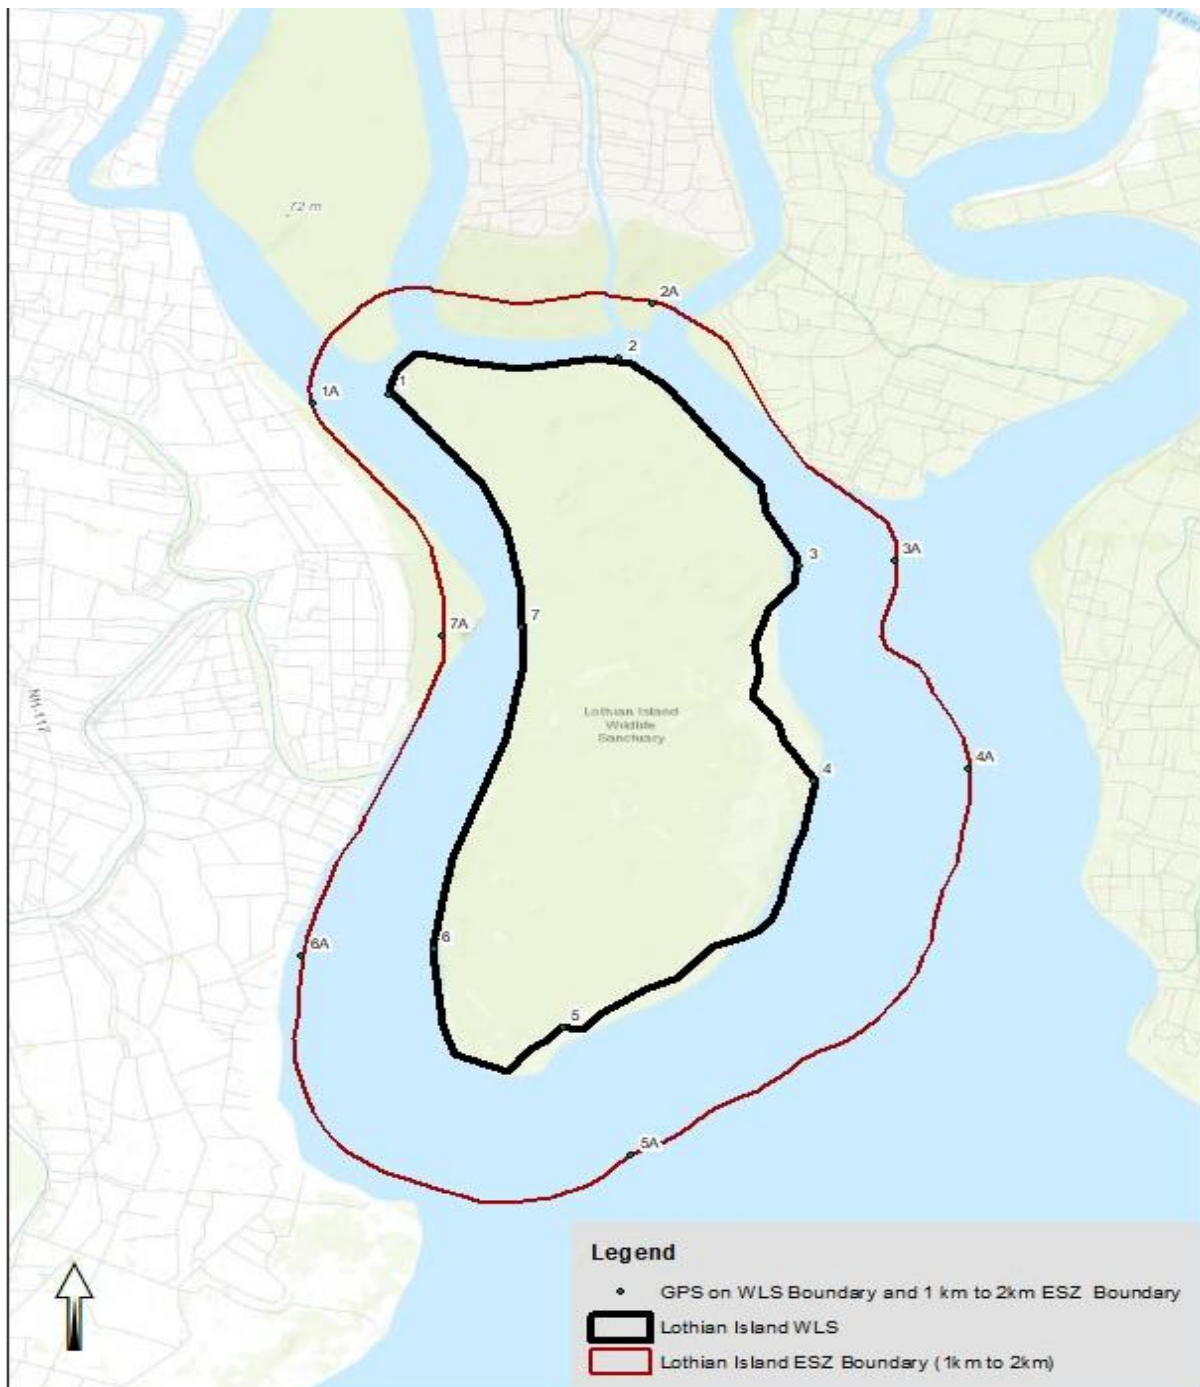 72 m
2A
2
1
1A
3
3A
7
7A
NH-117
Lothian Island
Wildlife
Sanctuary
4
4A
6
6A
5
5A
Legend
GPS on WLS Boundary and 1 km to 2km ESZ Boundary
Lothian Island WLS
Lothian Island ESZ Boundary (1km to 2km)